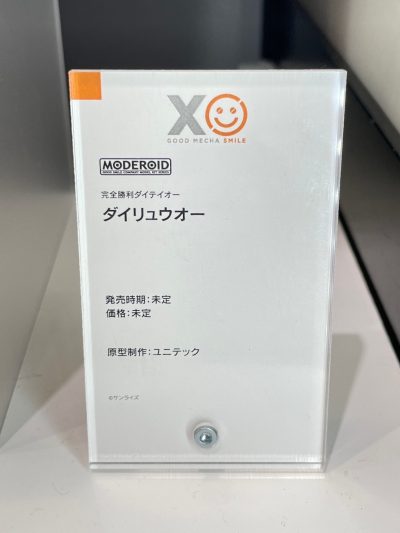 XO
GOOD MECHA SMILE
MODEROID
GOOD SMILE COMPANY MODEL KIT SERIES
完全勝利ダイテイオー
ダイリュウオー
発売時期:未定
価格:未定
原型制作:ユニテック
©サンライズ